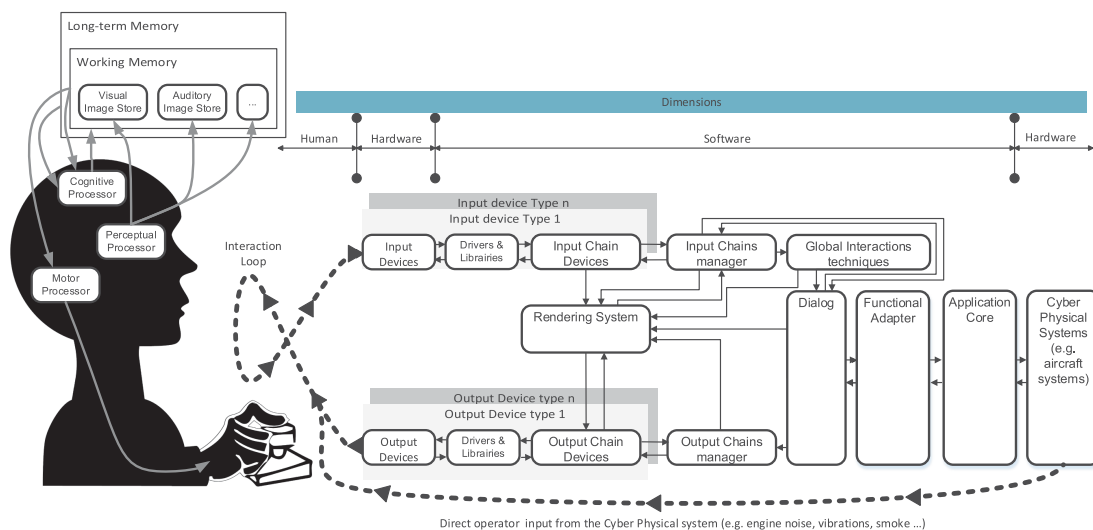 Long-term Memory
Working Memory
Visual
Image Store
Auditory
Image Store
...
Cognitive
Processor
Perceptual
Processor
Motor
Processor
Dimensions
Human
Hardware
Software
Hardware
Interaction
Loop
Input device Type n
Input device Type 1
Input
Devices
Drivers &
Librairies
Input Chain
Devices
Input Chains
manager
Global Interactions
techniques
Rendering System
Dialog
Functional
Adapter
Application
Core
Cyber
Physical
Systems
(e.g.
aircraft
systems)
Output Device type n
Output Device type 1
Output
Devices
Drivers &
Librairies
Output Chain
Devices
Output Chains
manager
Direct operator input from the Cyber Physical system (e.g. engine noise, vibrations, smoke ...)